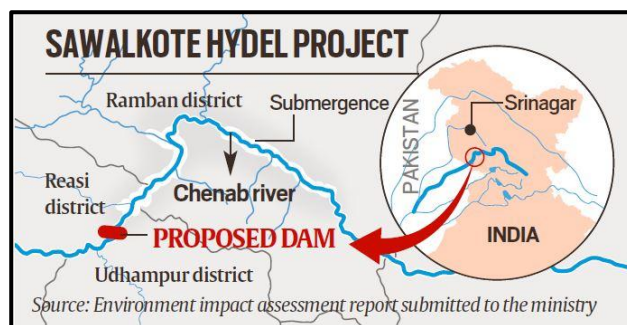 SAWALKOTE HYDEL PROJECT
Ramban district
Submergence
Srinagar
PAKISTAN
Reasi
district
Chenab river
PROPOSED DAM
INDIA
Udhampur district
Source: Environment impact assessment report submitted to the ministry